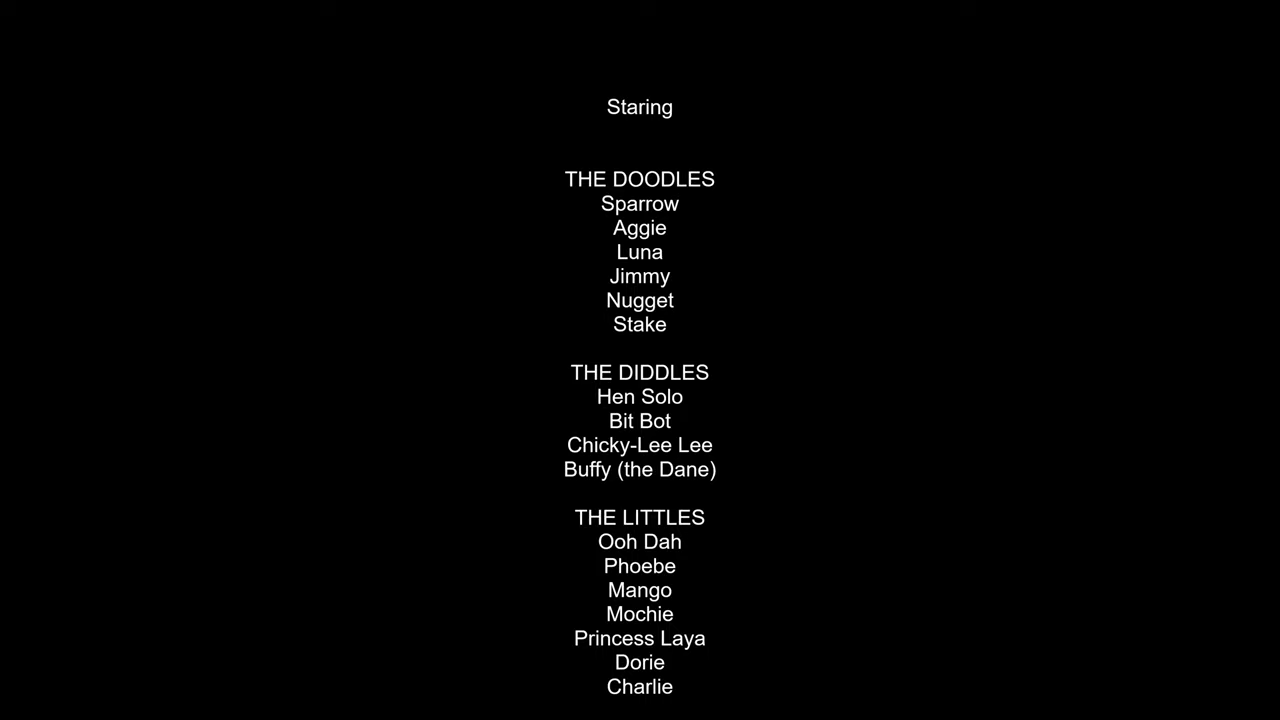 Staring
THE DOODLES
Sparrow
Aggie
Luna
Jimmy
Nugget
Stake
THE DIDDLES
Hen Solo
Bit Bot
Chicky-Lee Lee
Buffy (the Dane)
THE LITTLES
Ooh Dah
Phoebe
Mango
Mochie
Princess Laya
Dorie
Charlie